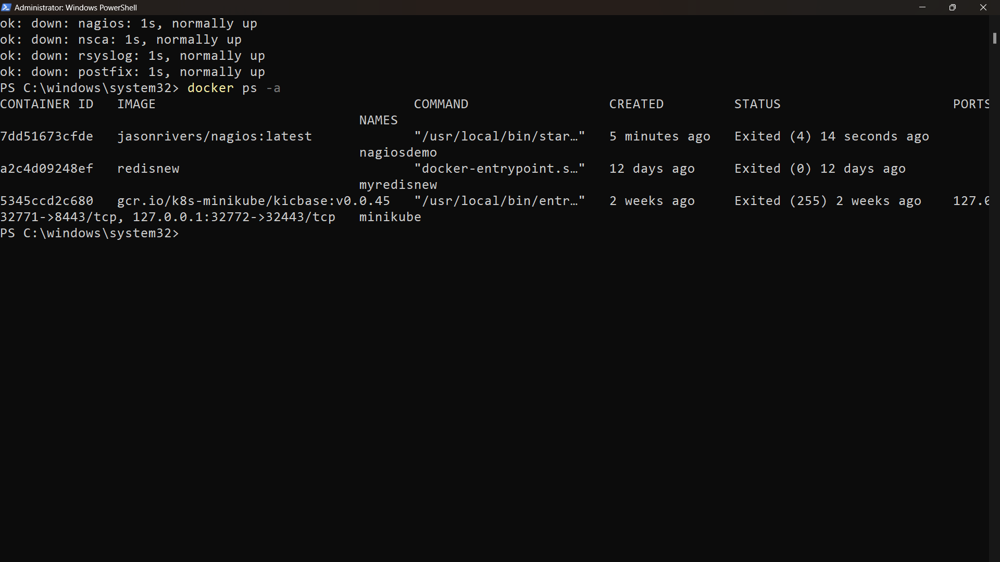 Administrator: Windows PowerShell
ok: down: nagios: 1s, normally up
ok: down: nsca: 1s, normally up
ok: down: rsyslog: 1s, normally up
ok: down: postfix: 1s, normally up
PS C:\windows\system32> docker ps -a
CONTAINER ID   IMAGE                                 COMMAND                  CREATED         STATUS                      PORTS
                                              NAMES
7dd51673cfde   jasonrivers/nagios:latest             "/usr/local/bin/star…"   5 minutes ago   Exited (4) 14 seconds ago
                                              nagiosdemo
a2c4d09248ef   redisnew                              "docker-entrypoint.s…"   12 days ago     Exited (0) 12 days ago
                                              myredisnew
5345ccd2c680   gcr.io/k8s-minikube/kicbase:v0.0.45   "/usr/local/bin/entr…"   2 weeks ago     Exited (255) 2 weeks ago    127.0
32771->8443/tcp, 127.0.0.1:32772->32443/tcp   minikube
PS C:\windows\system32>